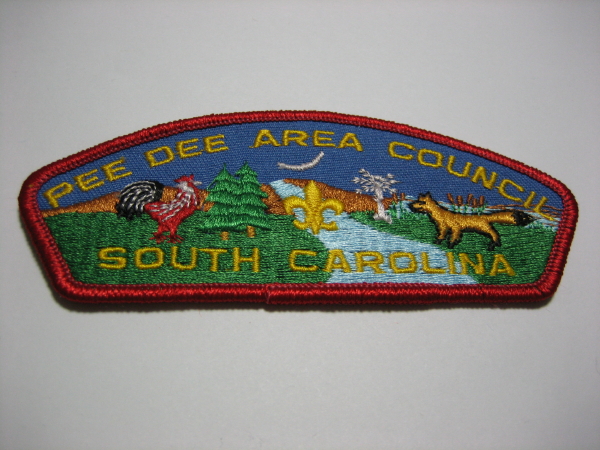 PEE DEE AREA COUNCIL
SOUTH CAROLINA